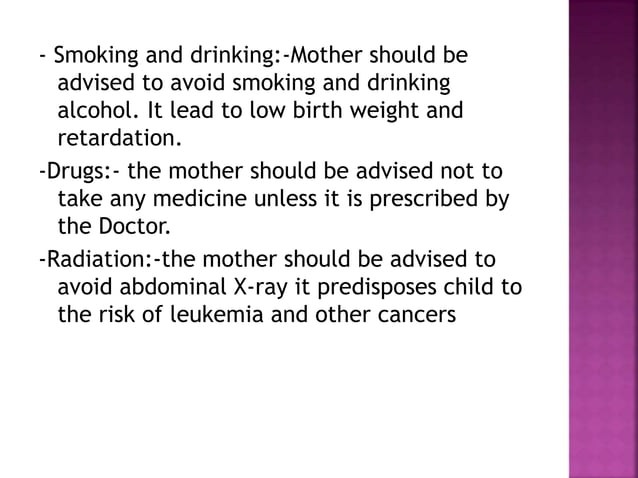 - Smoking and drinking:-Mother should be
advised to avoid smoking and drinking
alcohol. It lead to low birth weight and
retardation.
-Drugs:- the mother should be advised not to
take any medicine unless it is prescribed by
the Doctor.
-Radiation:-the mother should be advised to
avoid abdominal X-ray it predisposes child to
the risk of leukemia and other cancers